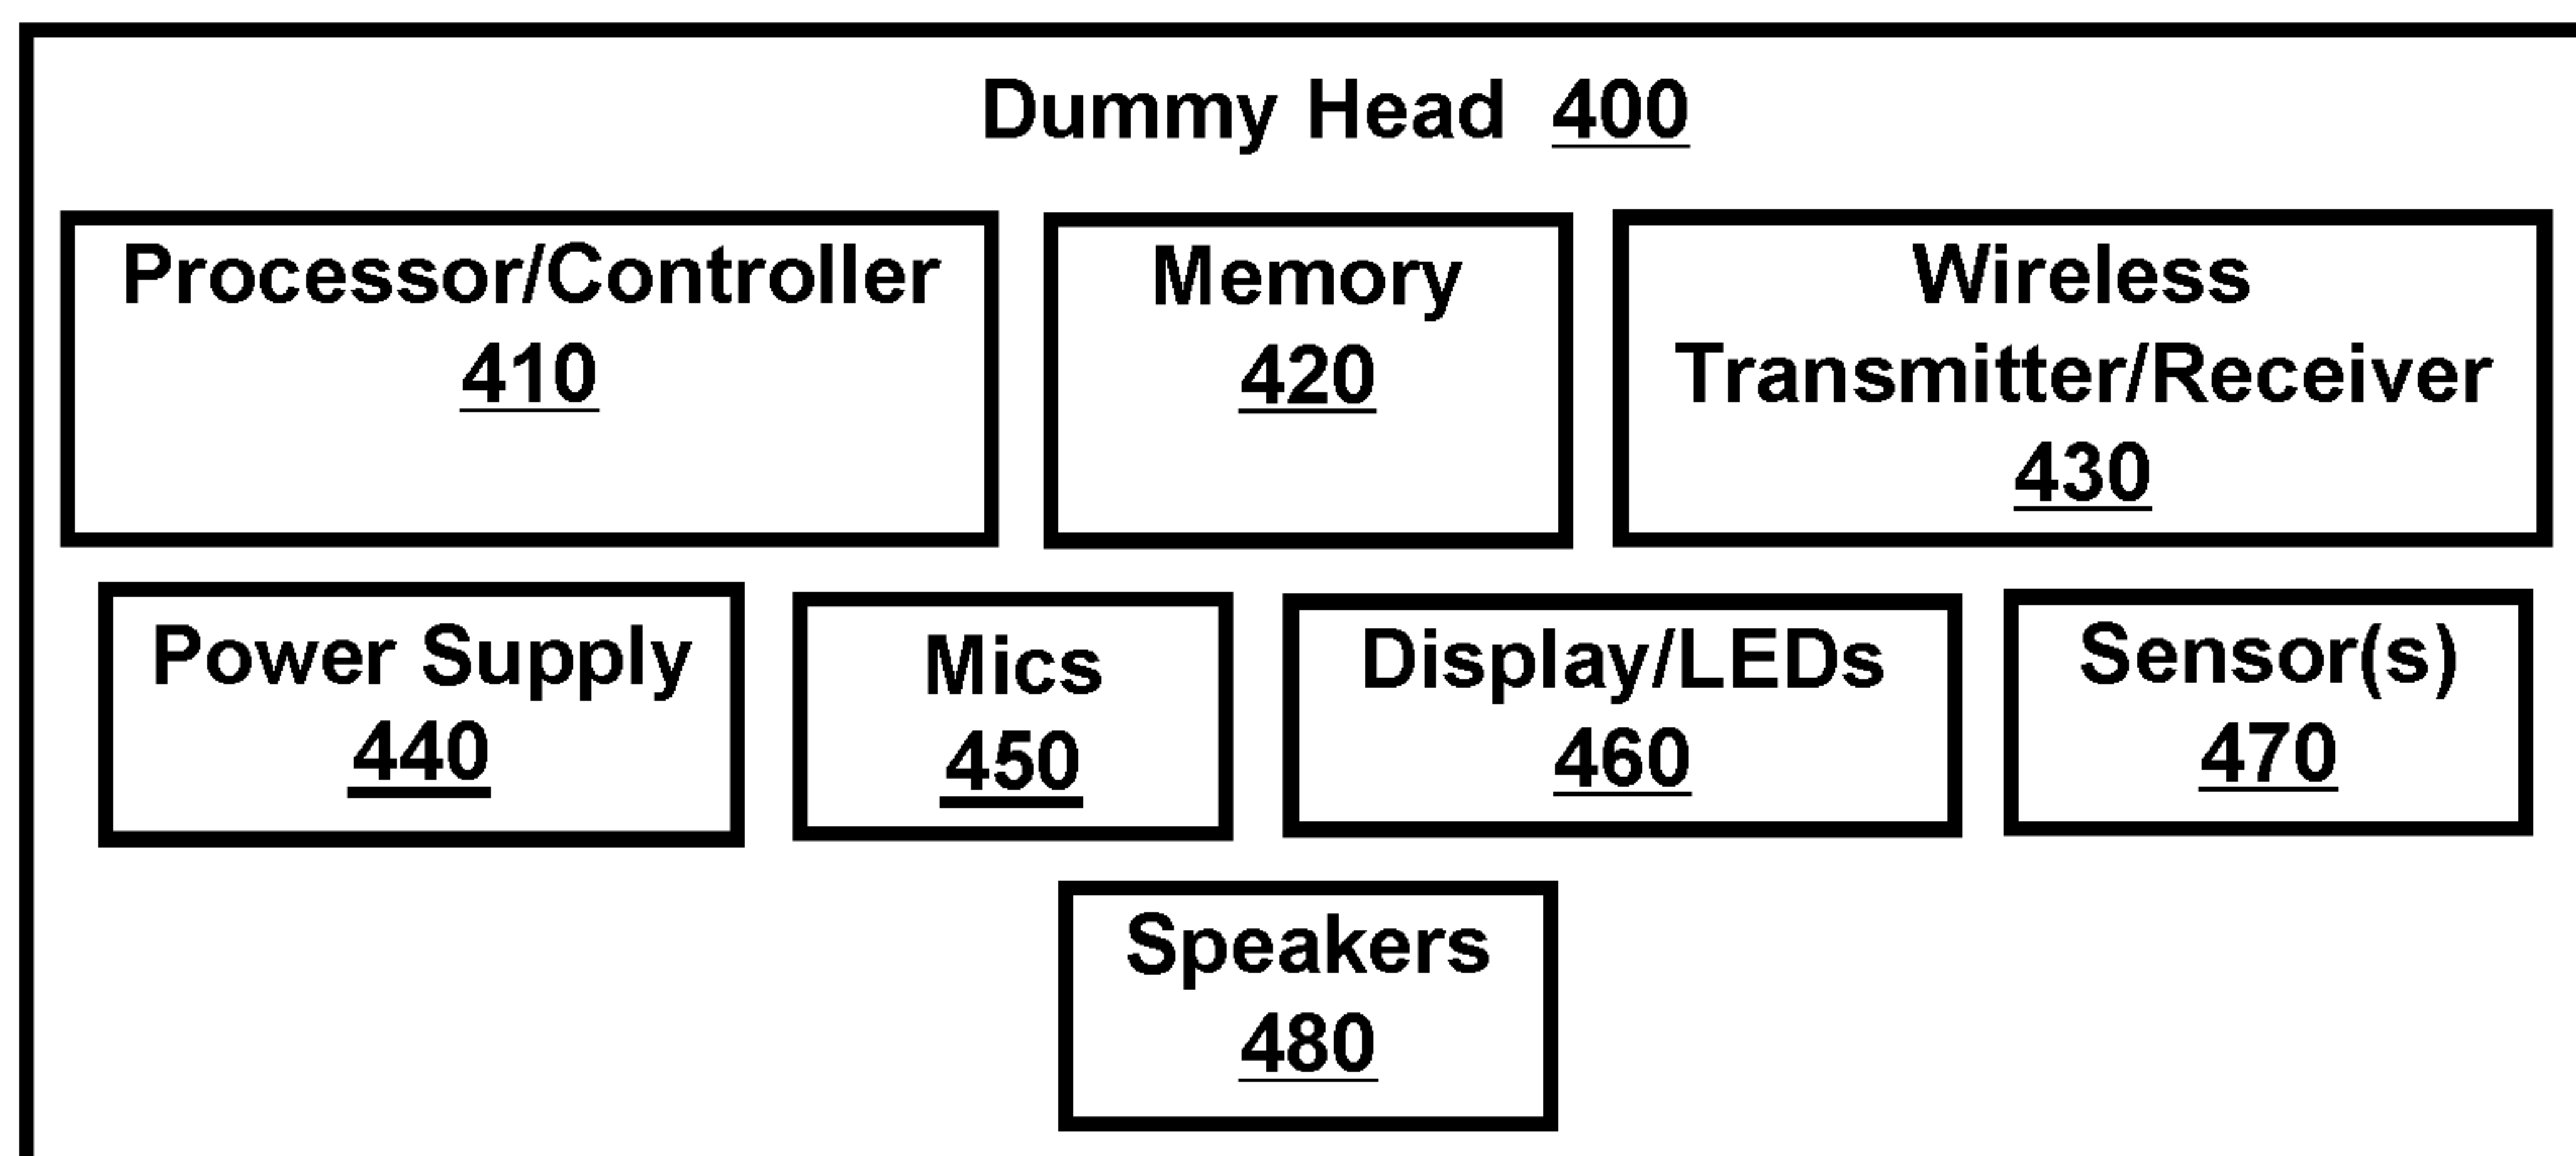 Dummy Head 400
Processor/Controller
410
Memory
420
Wireless
Transmitter/Receiver
430
Power Supply
440
Mics
450
Display/LEDs
460
Sensor(s)
470
Speakers
480